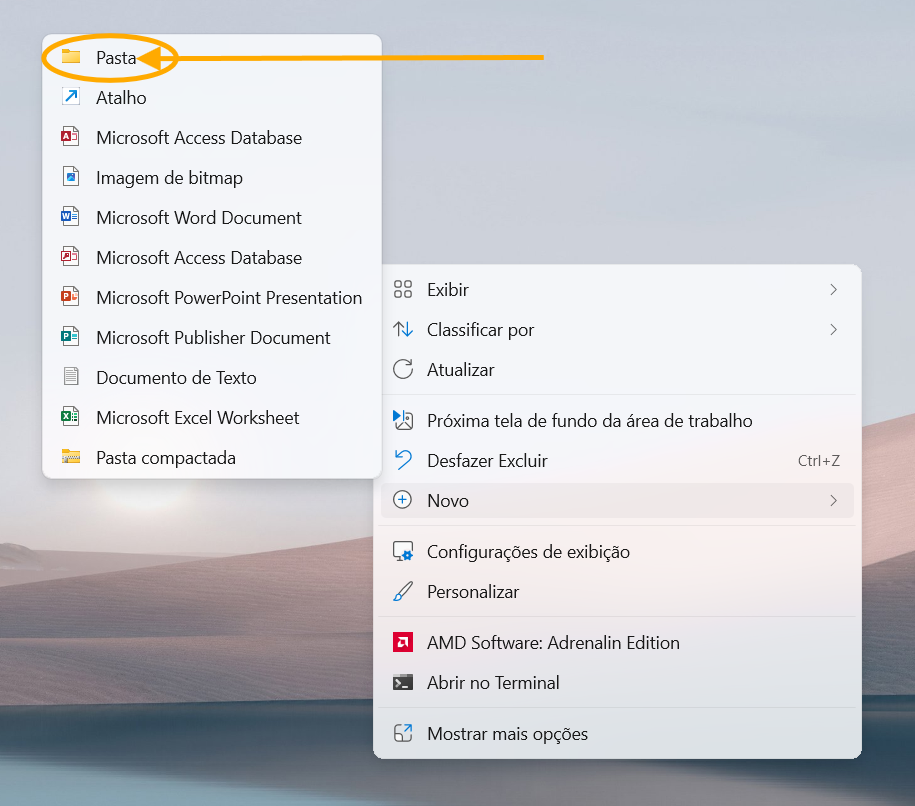 Pasta
Atalho
Microsoft Access Database
Imagem de bitmap
Microsoft Word Document
Microsoft Access Database
Microsoft PowerPoint Presentation
Microsoft Publisher Document
Documento de Texto
Microsoft Excel Worksheet
Pasta compactada
Exibir
Classificar por
Atualizar
Próxima tela de fundo da área de trabalho
Desfazer Excluir Ctrl+Z
Novo
Configurações de exibição
Personalizar
AMD Software: Adrenalin Edition
Abrir no Terminal
Mostrar mais opções